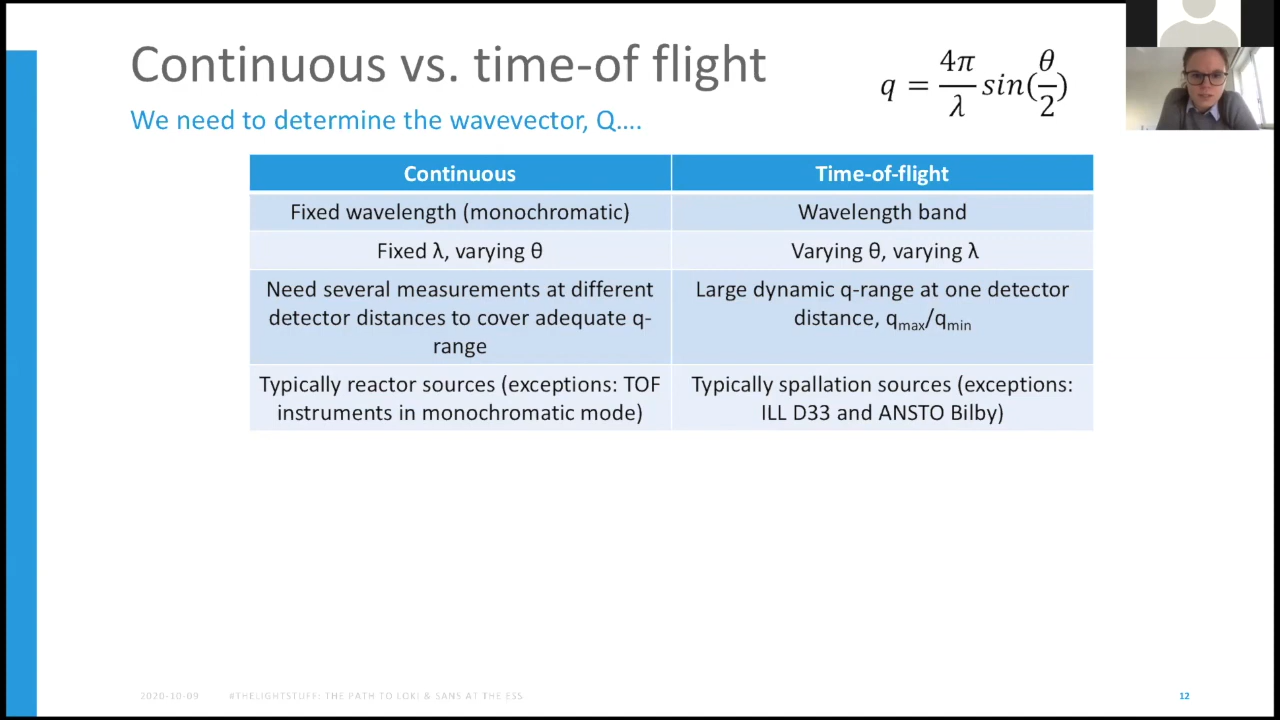 Continuous vs. time-of flight
q = 4π/λ sin(θ/2)
We need to determine the wavevector, Q....
Continuous
Time-of-flight
Fixed wavelength (monochromatic)
Wavelength band
Fixed λ, varying θ
Varying θ, varying λ
Need several measurements at different
detector distances to cover adequate q-
range
Large dynamic q-range at one detector
distance, qmax/qmin
Typically reactor sources (exceptions: TOF
instruments in monochromatic mode)
Typically spallation sources (exceptions:
ILL D33 and ANSTO Bilby)
2020-10-09
#THELIGHTSTUFF: THE PATH TO LOKI & SANS AT THE ESS
12